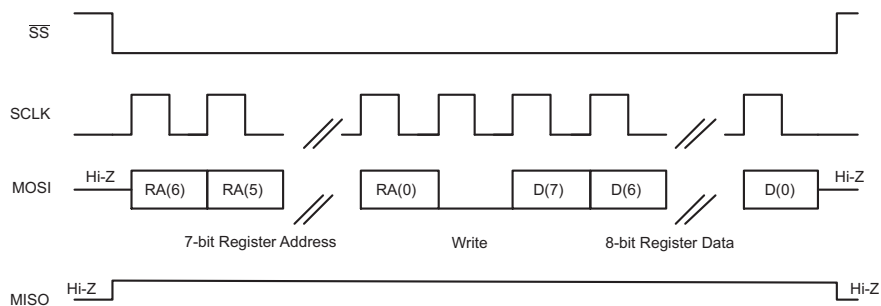 SS
SCLK
MOSI Hi-Z RA(6) RA(5) RA(0) D(7) D(6) D(0) Hi-Z
7-bit Register Address Write 8-bit Register Data
MISO Hi-Z Hi-Z